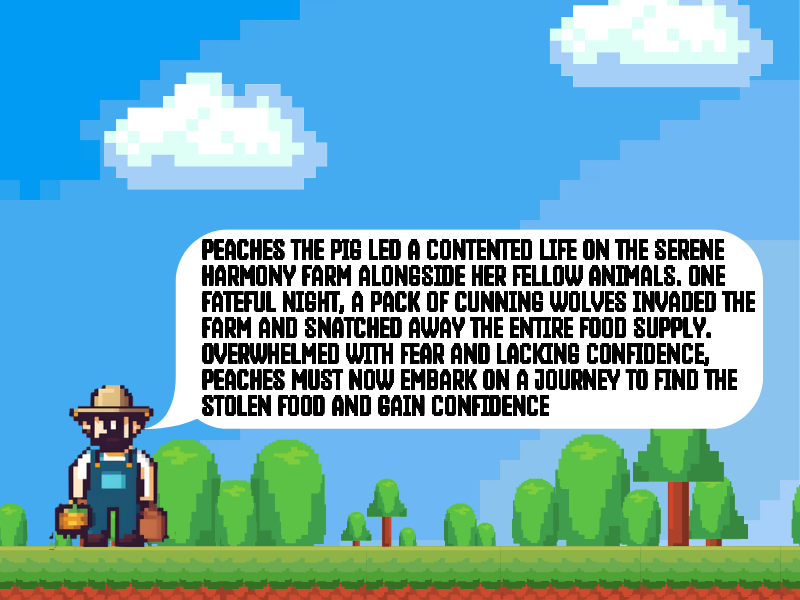 PEACHES THE PIG LED A CONTENTED LIFE ON THE SERENE
HARMONY FARM ALONGSIDE HER FELLOW ANIMALS. ONE
FATEFUL NIGHT, A PACK OF CUNNING WOLVES INVADED THE
FARM AND SNATCHED AWAY THE ENTIRE FOOD SUPPLY.
OVERWHELMED WITH FEAR AND LACKING CONFIDENCE,
PEACHES MUST NOW EMBARK ON A JOURNEY TO FIND THE
STOLEN FOOD AND GAIN CONFIDENCE